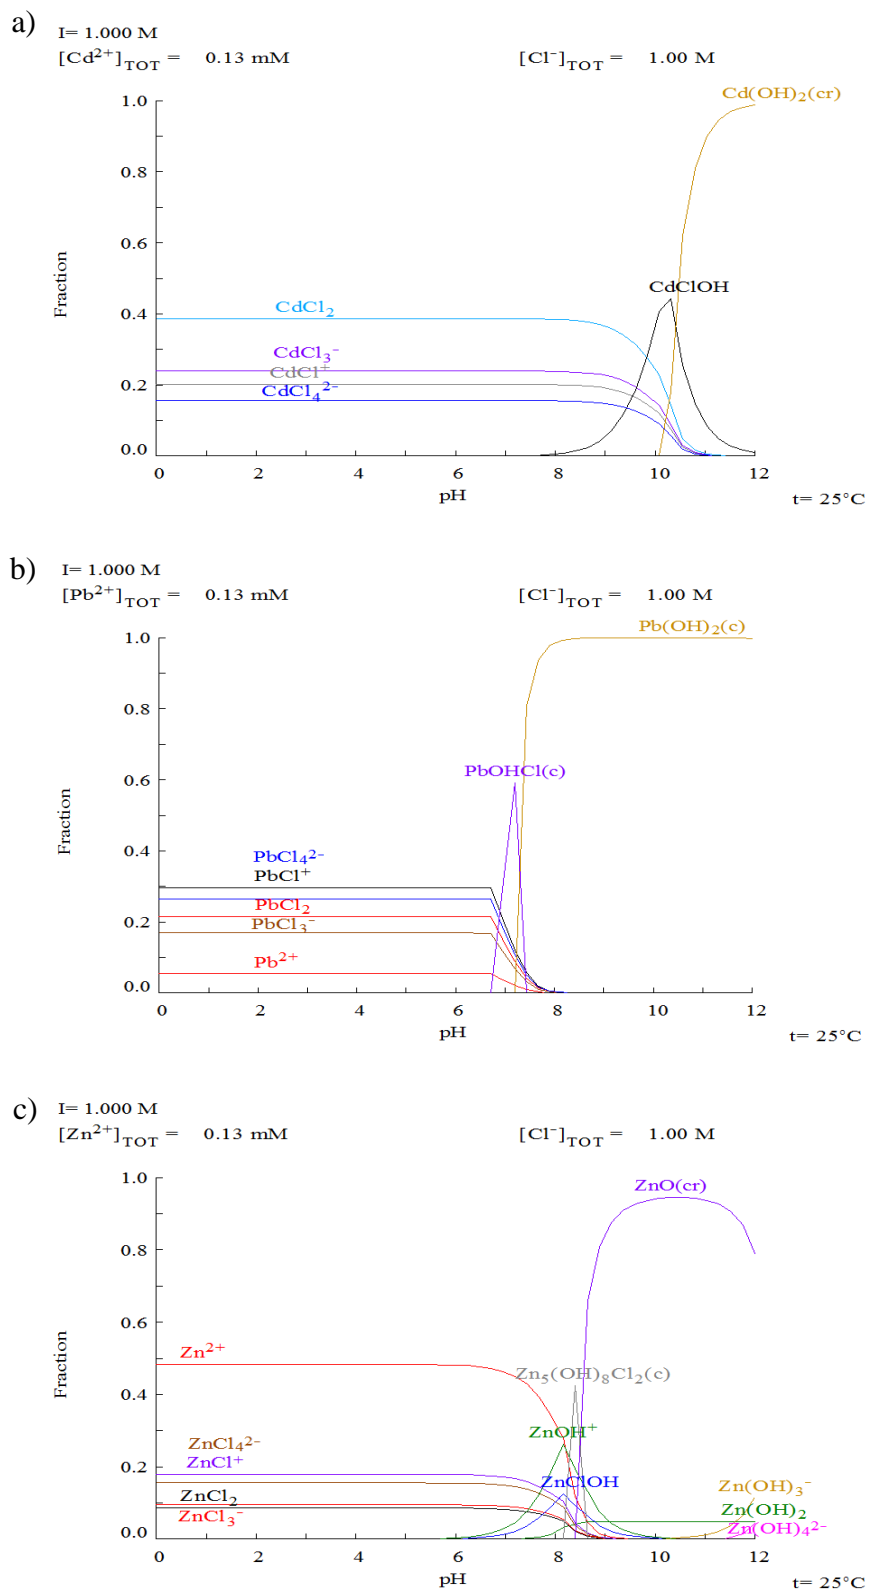 a)
I= 1.000 M
[Cd²⁺]TOT = 0.13 mM [Cl⁻]TOT = 1.00 M
Cd(OH)₂(cr)
1.0
0.8
0.6
CdClOH
0.4
CdCl₂
CdCl₃⁻
CdCl⁺
0.2
CdCl₄²⁻
0.0
Fraction
0 2 4 6 8 10 12
pH
t= 25°C
b)
I= 1.000 M
[Pb²⁺]TOT = 0.13 mM [Cl⁻]TOT = 1.00 M
1.0
Pb(OH)₂(c)
0.8
PbOHCl(c)
0.6
0.4
PbCl₄²⁻
PbCl⁺
PbCl₂
0.2
PbCl₃⁻
Pb²⁺
0.0
Fraction
0 2 4 6 8 10 12
pH
t= 25°C
c)
I= 1.000 M
[Zn²⁺]TOT = 0.13 mM [Cl⁻]TOT = 1.00 M
1.0
ZnO(cr)
0.8
0.6
Zn²⁺
Zn₅(OH)₈Cl₂(c)
0.4
ZnOH⁺
ZnCl₄²⁻
ZnCl⁺
0.2
ZnClOH
Zn(OH)₃⁻
ZnCl₂
Zn(OH)₂
ZnCl₃⁻
Zn(OH)₄²⁻
0.0
Fraction
0 2 4 6 8 10 12
pH
t= 25°C